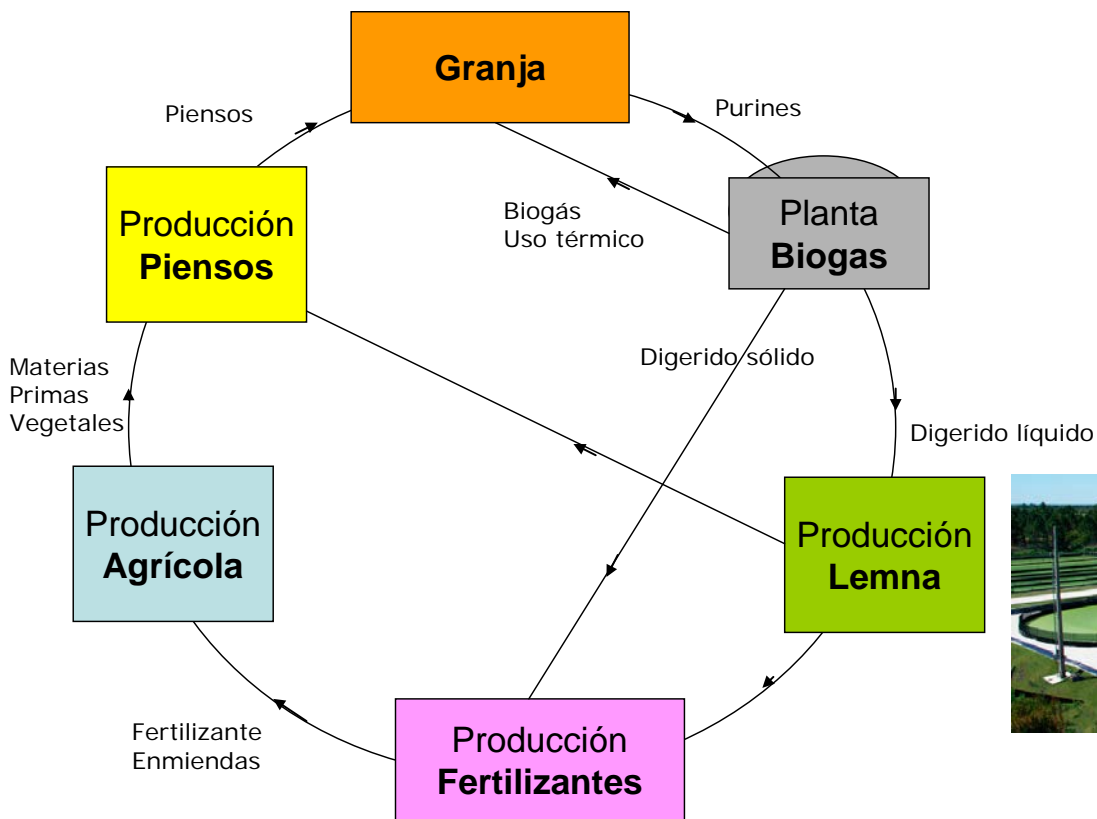 Granja
Piensos
Purines
Producción
Piensos
Biogás
Uso térmico
Planta
Biogas
Digerido sólido
Materias
Primas
Vegetales
Digerido líquido
Producción
Agrícola
Producción
Lemna
Fertilizante
Enmiendas
Producción
Fertilizantes